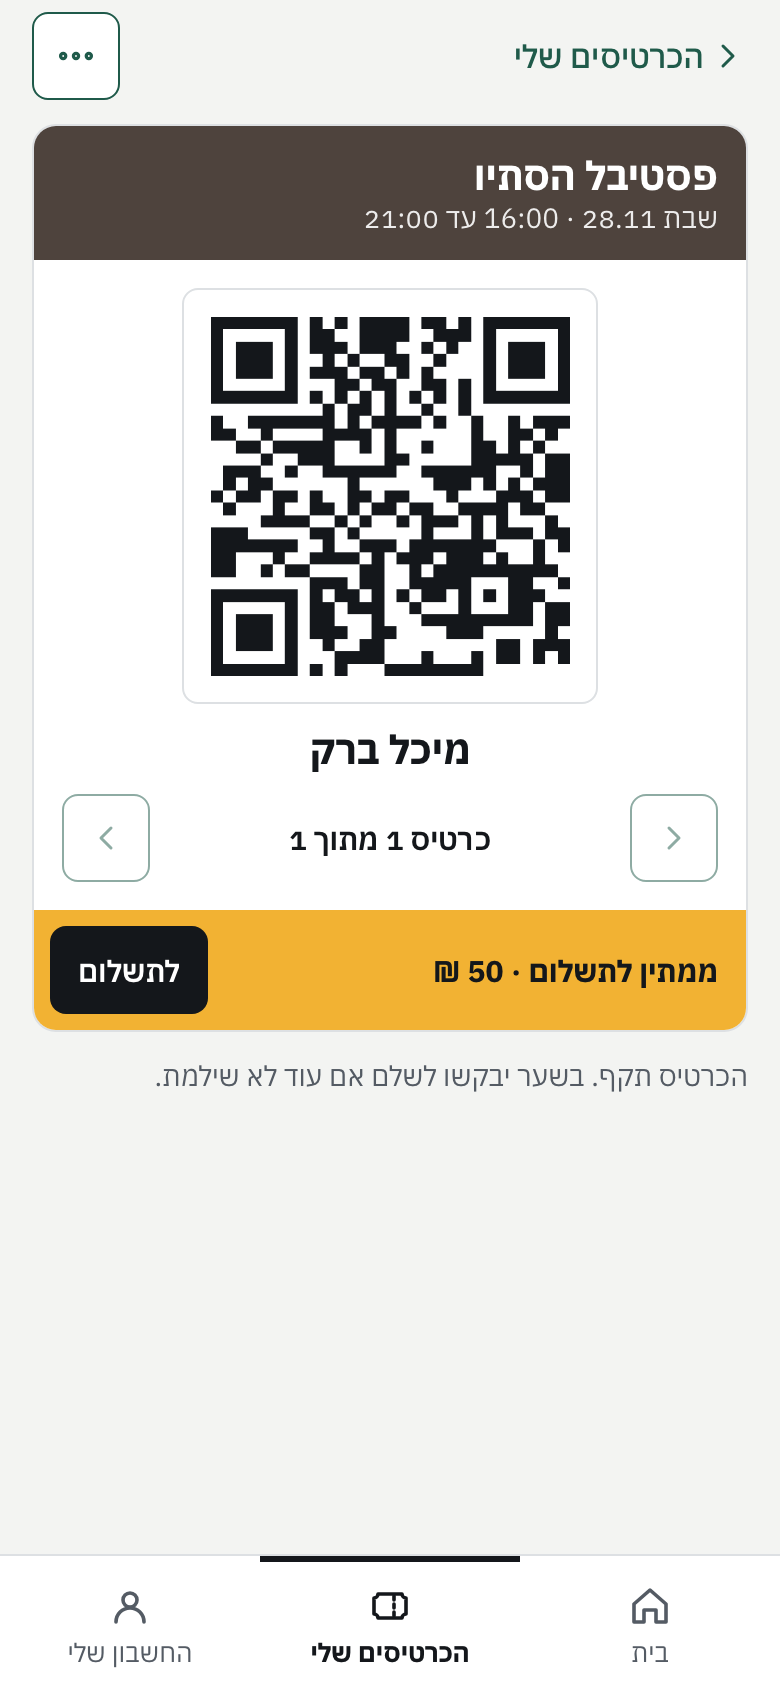 הכרטיסים שלי
פסטיבל הסתיו
שבת 28.11 · 16:00 עד 21:00
מיכל ברק
כרטיס 1 מתוך 1
ממתין לתשלום · 50 ₪
לתשלום
הכרטיס תקף. בשער יבקשו לשלם אם עוד לא שילמת.
בית
הכרטיסים שלי
החשבון שלי